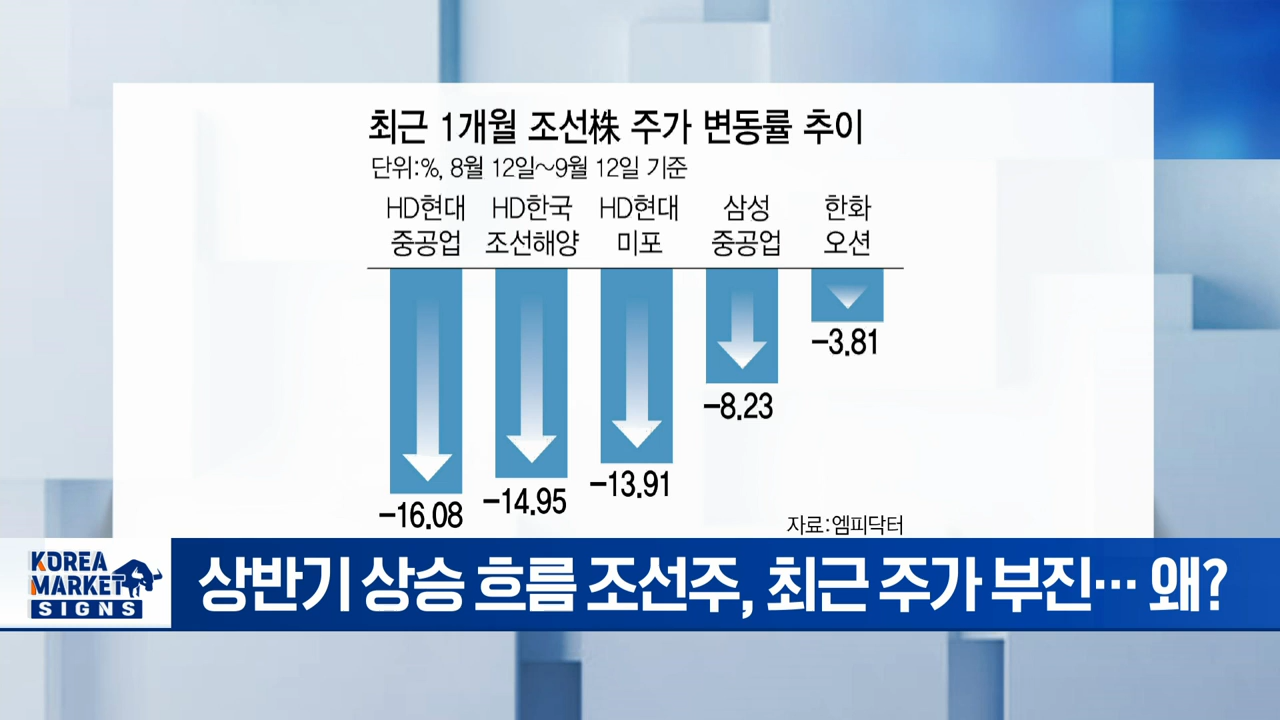 최근 1개월 조선株 주가 변동률 추이
단위:%, 8월 12일~9월 12일 기준
HD현대 중공업
HD한국 조선해양
HD현대 미포
삼성 중공업
한화 오션
-16.08
-14.95
-13.91
-8.23
-3.81
자료:엠피닥터
KOREA
MARKET
SIGNS
상반기 상승 흐름 조선주, 최근 주가 부진… 왜?